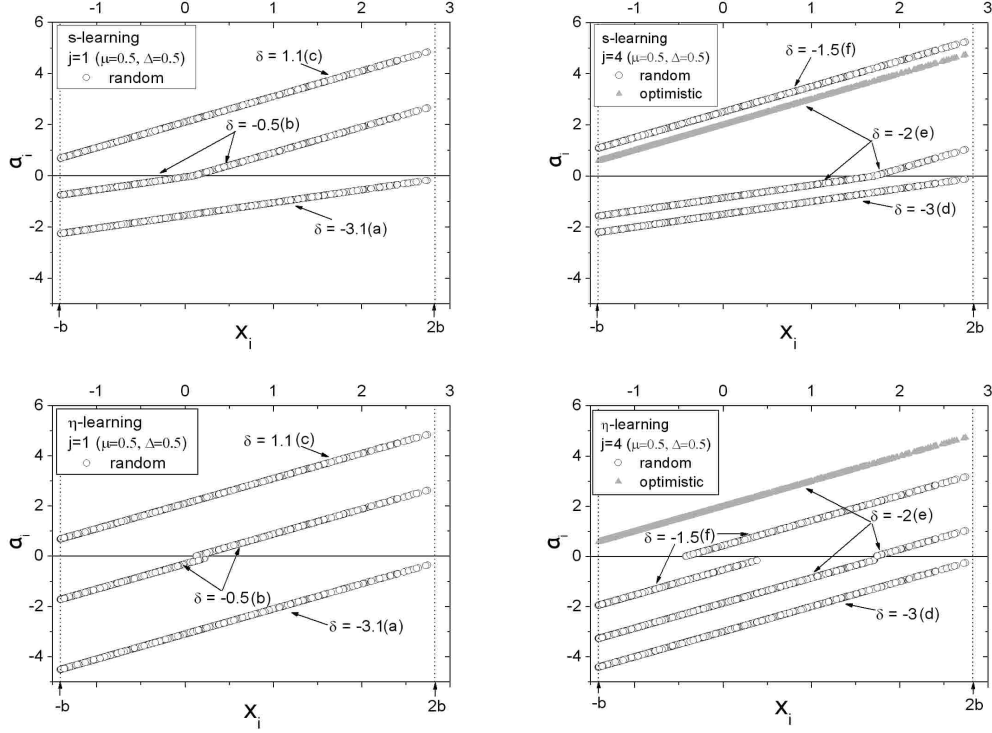 -1 0 1 2 3
6
4
2
0
-2
-4
a_i
s-learning
j=1 (μ=0.5, Δ=0.5)
random
δ = 1.1(c)
δ = -0.5(b)
δ = -3.1(a)
-b
x_i
2b
-1 0 1 2 3
6
4
2
0
-2
-4
a_i
s-learning
j=4 (μ=0.5, Δ=0.5)
random
optimistic
δ = -1.5(f)
δ = -2(e)
δ = -3(d)
-b
x_i
2b
-1 0 1 2 3
6
4
2
0
-2
-4
a_i
η-learning
j=1 (μ=0.5, Δ=0.5)
random
δ = 1.1(c)
δ = -0.5(b)
δ = -3.1(a)
-b
x_i
2b
-1 0 1 2 3
6
4
2
0
-2
-4
a_i
η-learning
j=4 (μ=0.5, Δ=0.5)
random
optimistic
δ = -2(e)
δ = -1.5(f)
δ = -3(d)
-b
x_i
2b